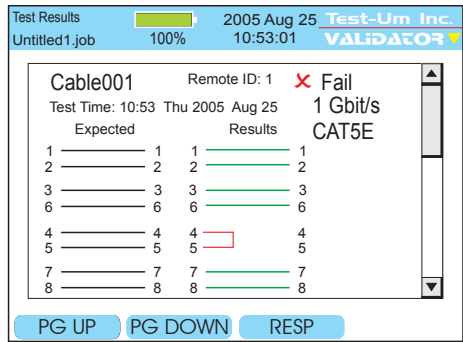 Test Results 2005 Aug 25 Test-Um Inc.
Untitled1.job 100% 10:53:01 VALiDATOR
Cable001 Remote ID: 1 ✗ Fail
Test Time: 10:53 Thu 2005 Aug 25 1 Gbit/s
Expected Results CAT5E
1 1 1 1
2 2 2 2
3 3 3 3
6 6 6 6
4 4 4 4
5 5 5 5
7 7 7 7
8 8 8 8
PG UP PG DOWN RESP